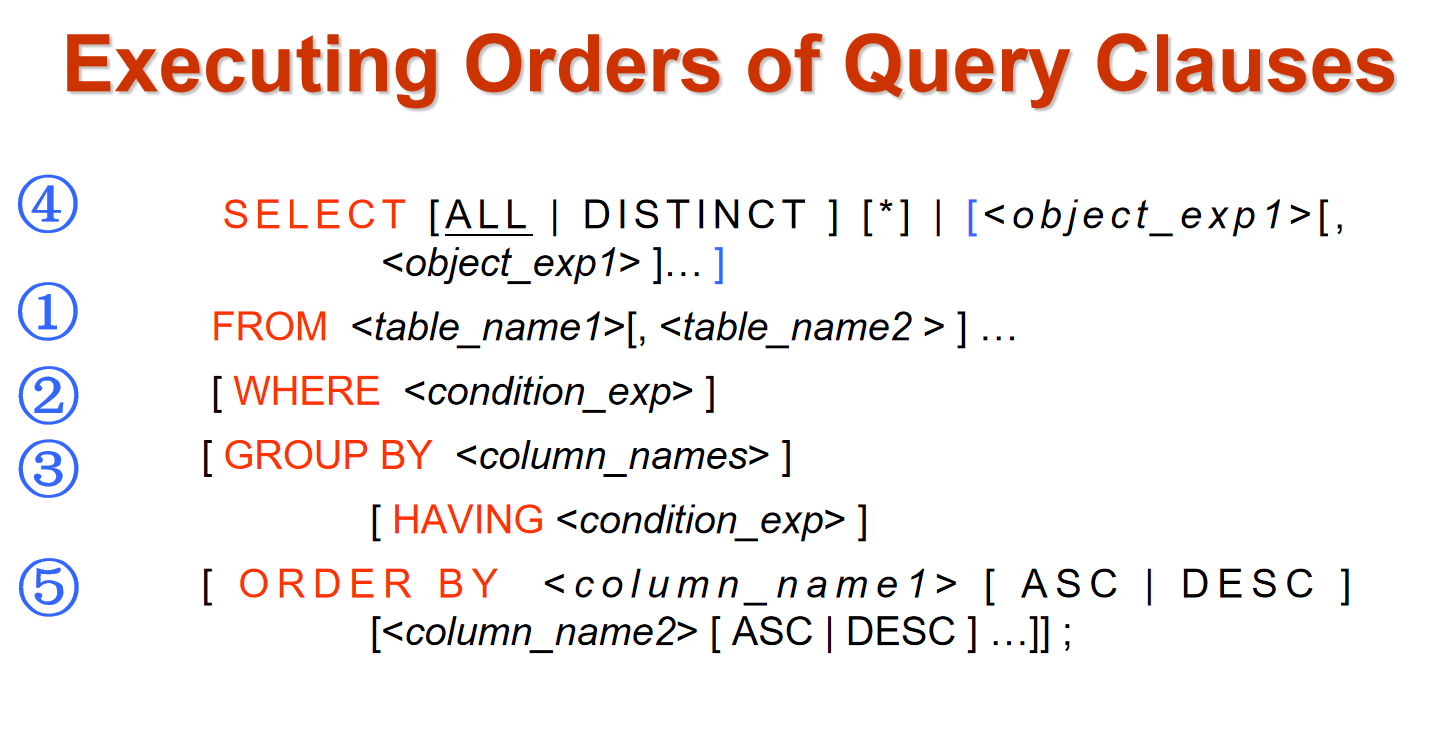 Executing Orders of Query Clauses
④ SELECT [ALL | DISTINCT ] [*] | [<object_exp1>[,
<object_exp1> ]… ]
① FROM <table_name1>[, <table_name2 > ] …
② [ WHERE <condition_exp> ]
③ [ GROUP BY <column_names> ]
[ HAVING <condition_exp> ]
⑤ [ ORDER BY <column_name1> [ ASC | DESC ]
[<column_name2> [ ASC | DESC ] …]] ;